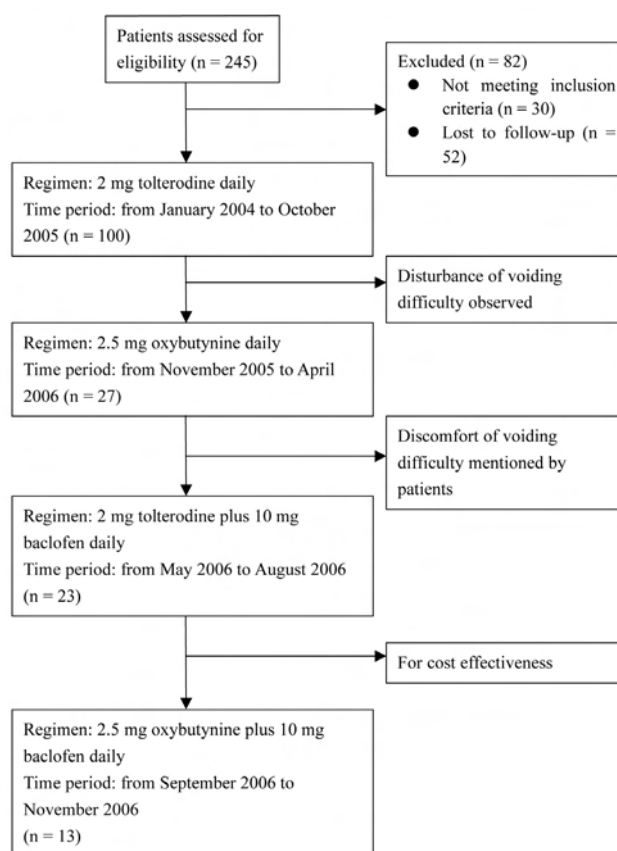 Patients assessed for
eligibility (n = 245)
Excluded (n = 82)
● Not meeting inclusion
criteria (n = 30)
● Lost to follow-up (n =
52)
Regimen: 2 mg tolterodine daily
Time period: from January 2004 to October
2005 (n = 100)
Disturbance of voiding
difficulty observed
Regimen: 2.5 mg oxybutynine daily
Time period: from November 2005 to April
2006 (n = 27)
Discomfort of voiding
difficulty mentioned by
patients
Regimen: 2 mg tolterodine plus 10 mg
baclofen daily
Time period: from May 2006 to August 2006
(n = 23)
For cost effectiveness
Regimen: 2.5 mg oxybutynine plus 10 mg
baclofen daily
Time period: from September 2006 to
November 2006
(n = 13)